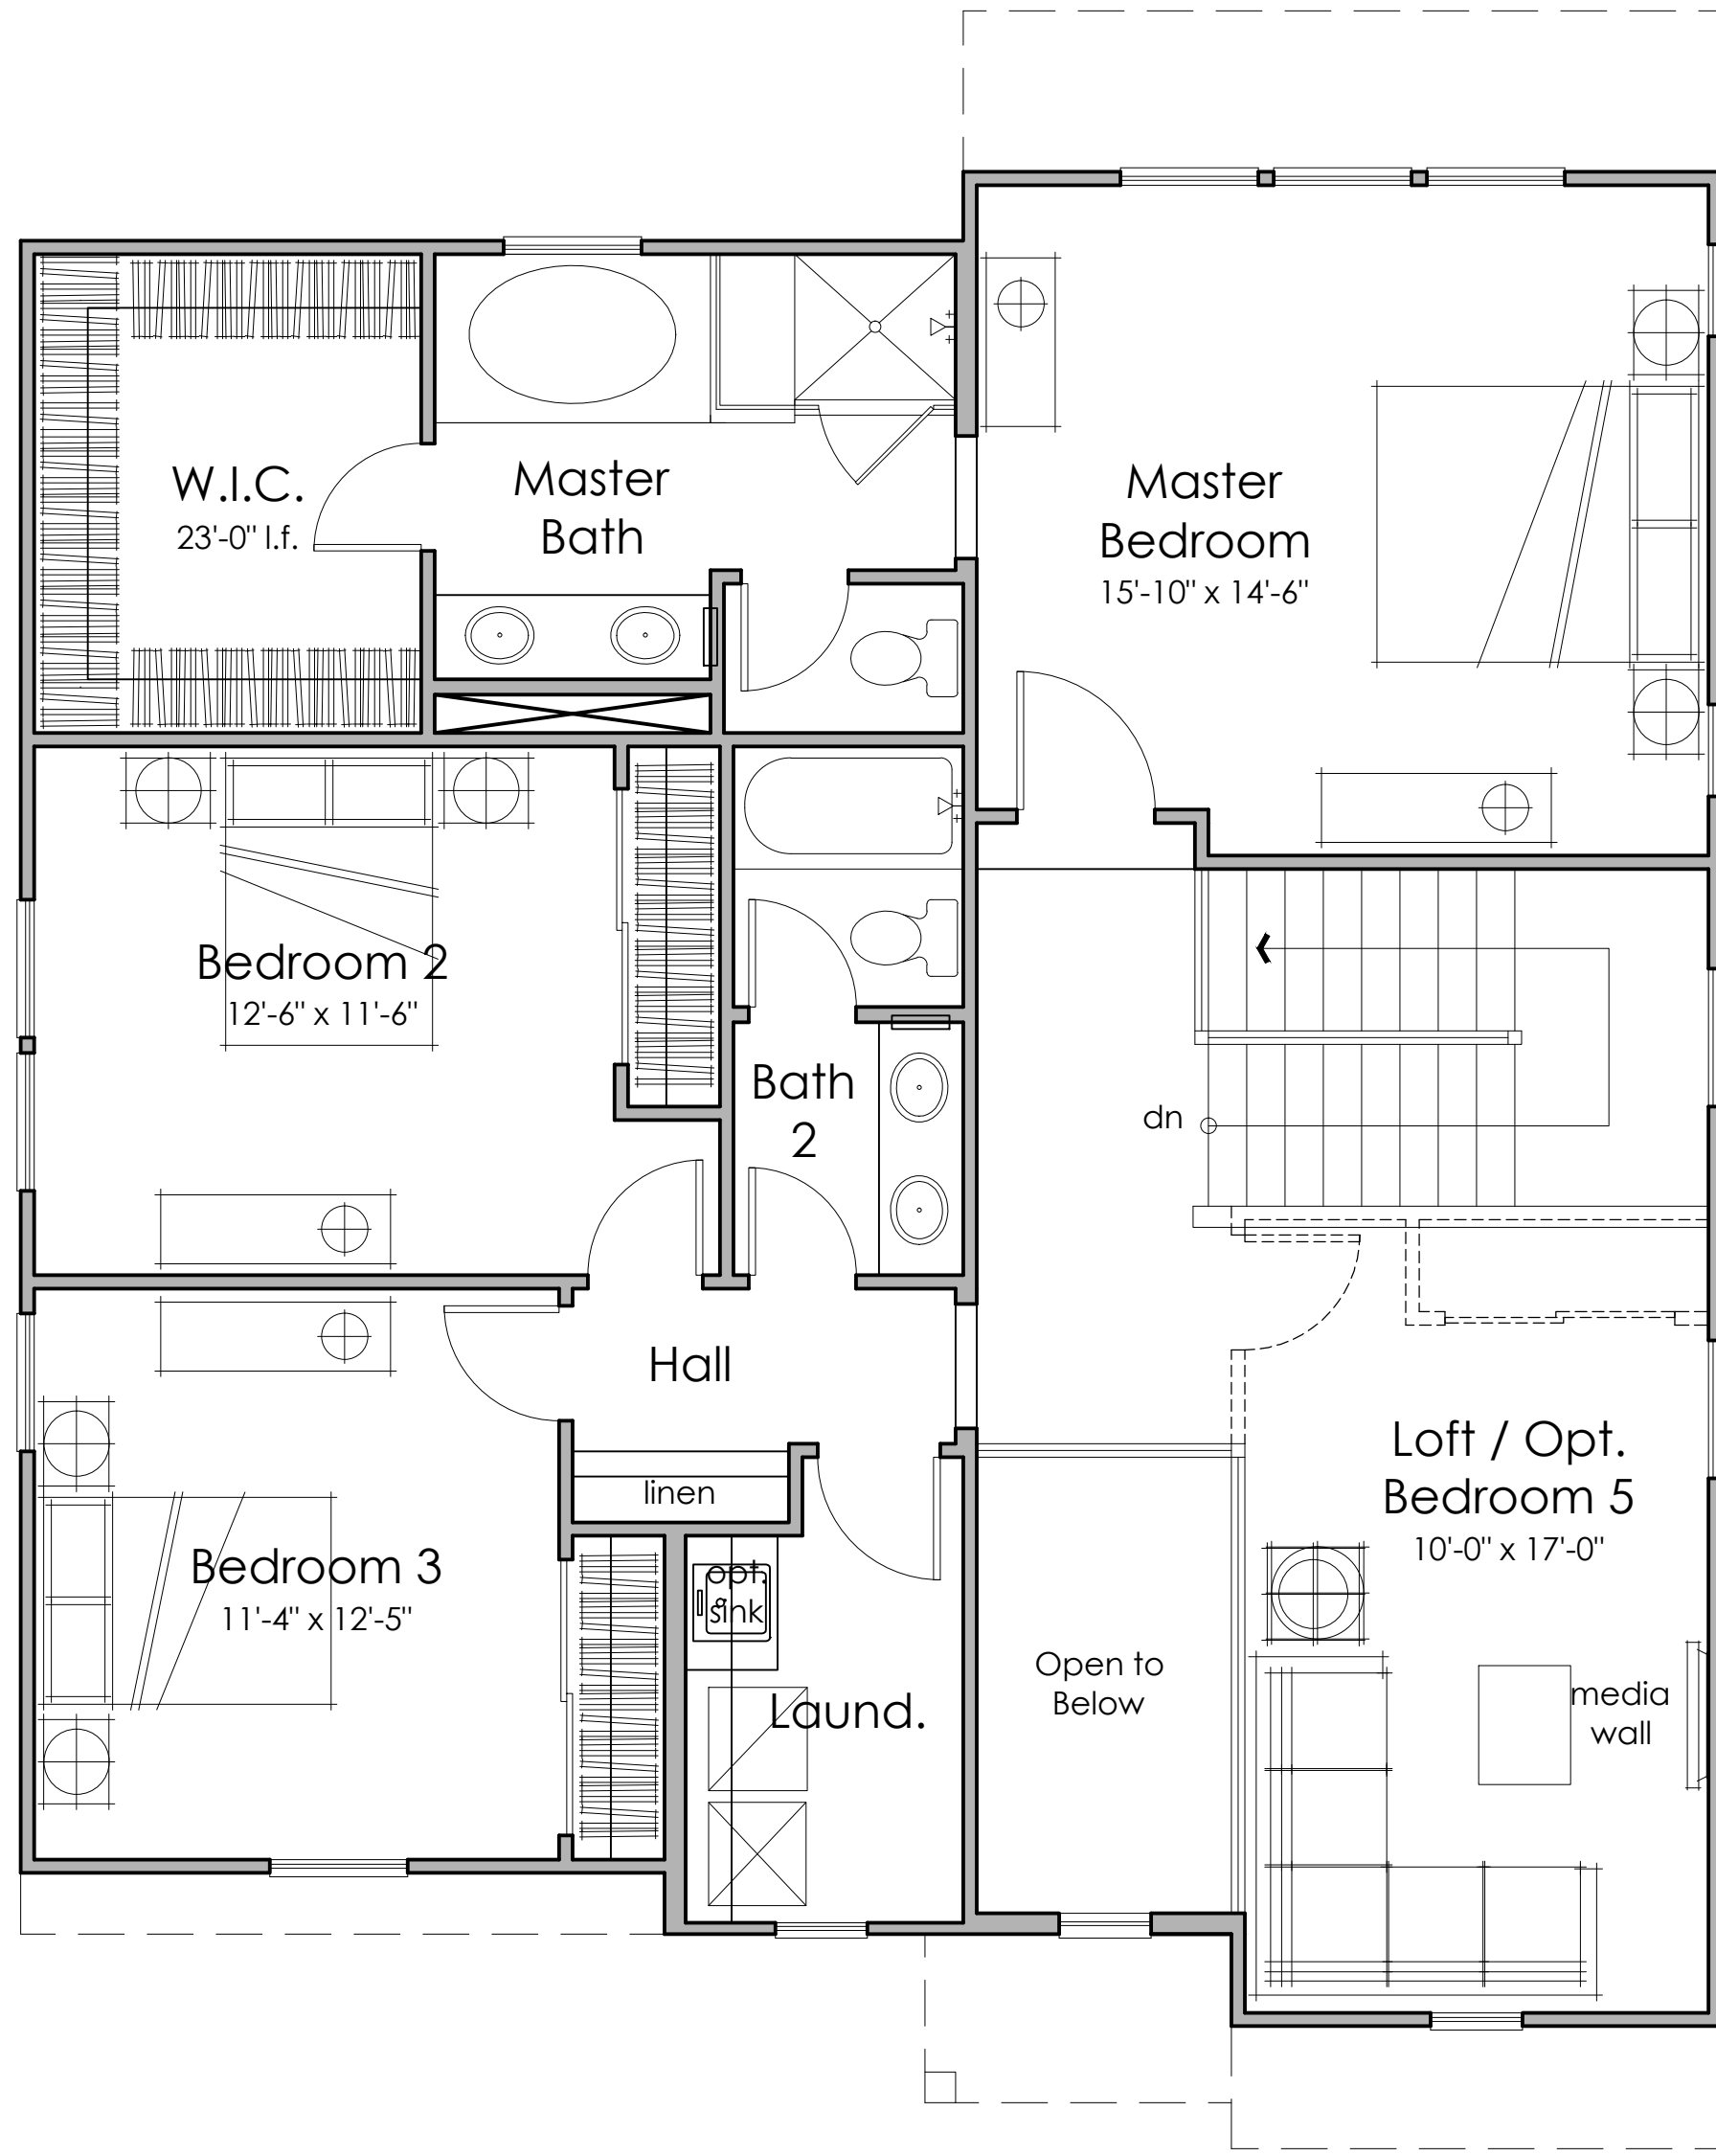 W.I.C.
23'-0" l.f.
Master
Bath
Master
Bedroom
15'-10" x 14'-6"
Bedroom 2
12'-6" x 11'-6"
Bath
2
dn
Hall
linen
Loft / Opt.
Bedroom 5
10'-0" x 17'-0"
Bedroom 3
11'-4" x 12'-5"
opt.
sink
Laund.
Open to
Below
media
wall